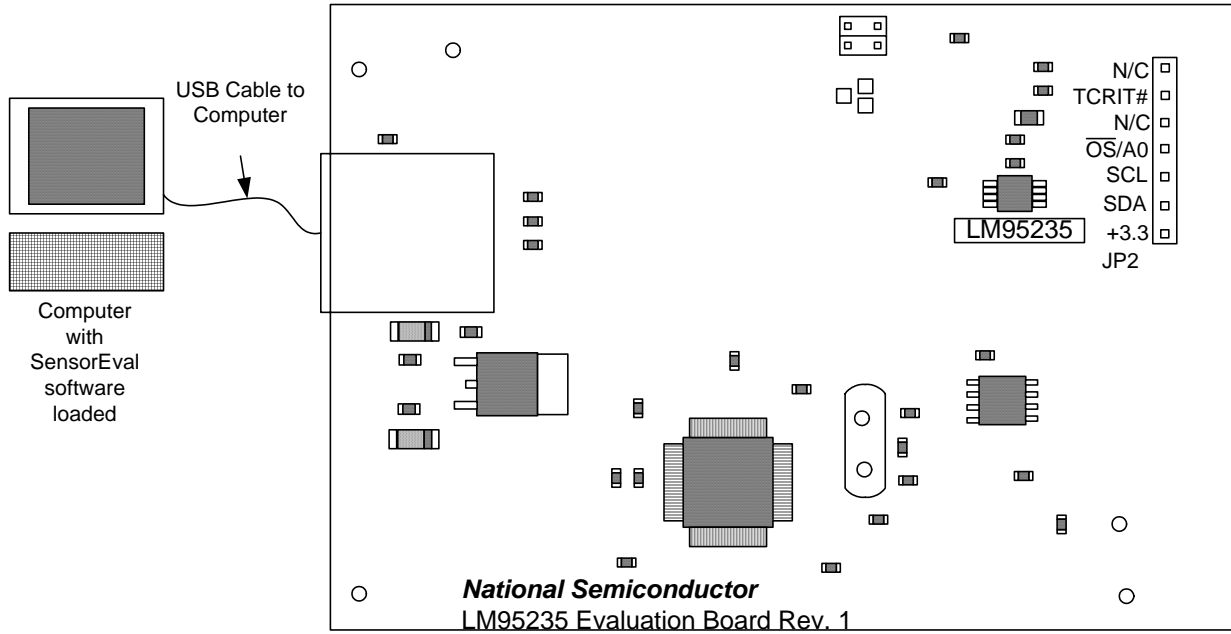 USB Cable to
Computer
Computer
with
SensorEval
software
loaded
N/C
TCRIT#
N/C
O̅S̅/A0
SCL
SDA
+3.3
JP2
LM95235
National Semiconductor
LM95235 Evaluation Board Rev. 1